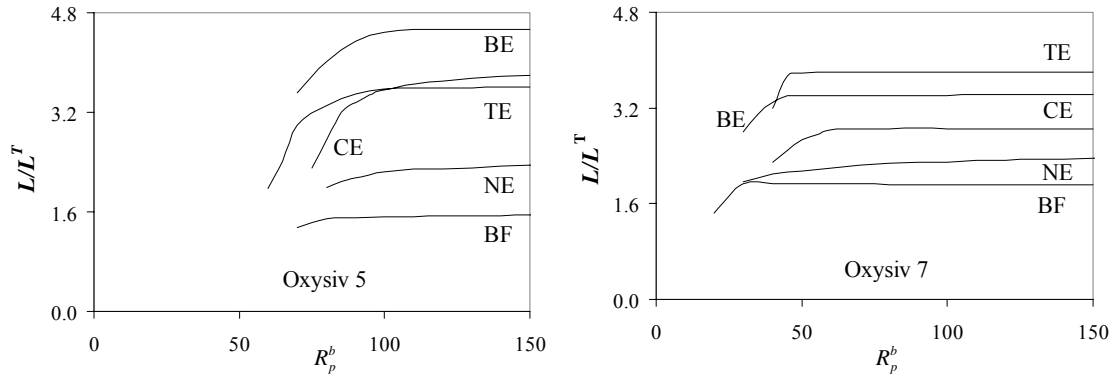 4.8
3.2
1.6
0.0
L/L^T
BE
TE
CE
NE
BF
Oxysiv 5
0 50 100 150
R_p^b
4.8
3.2
1.6
0.0
L/L^T
TE
BE
CE
NE
BF
Oxysiv 7
0 50 100 150
R_p^b